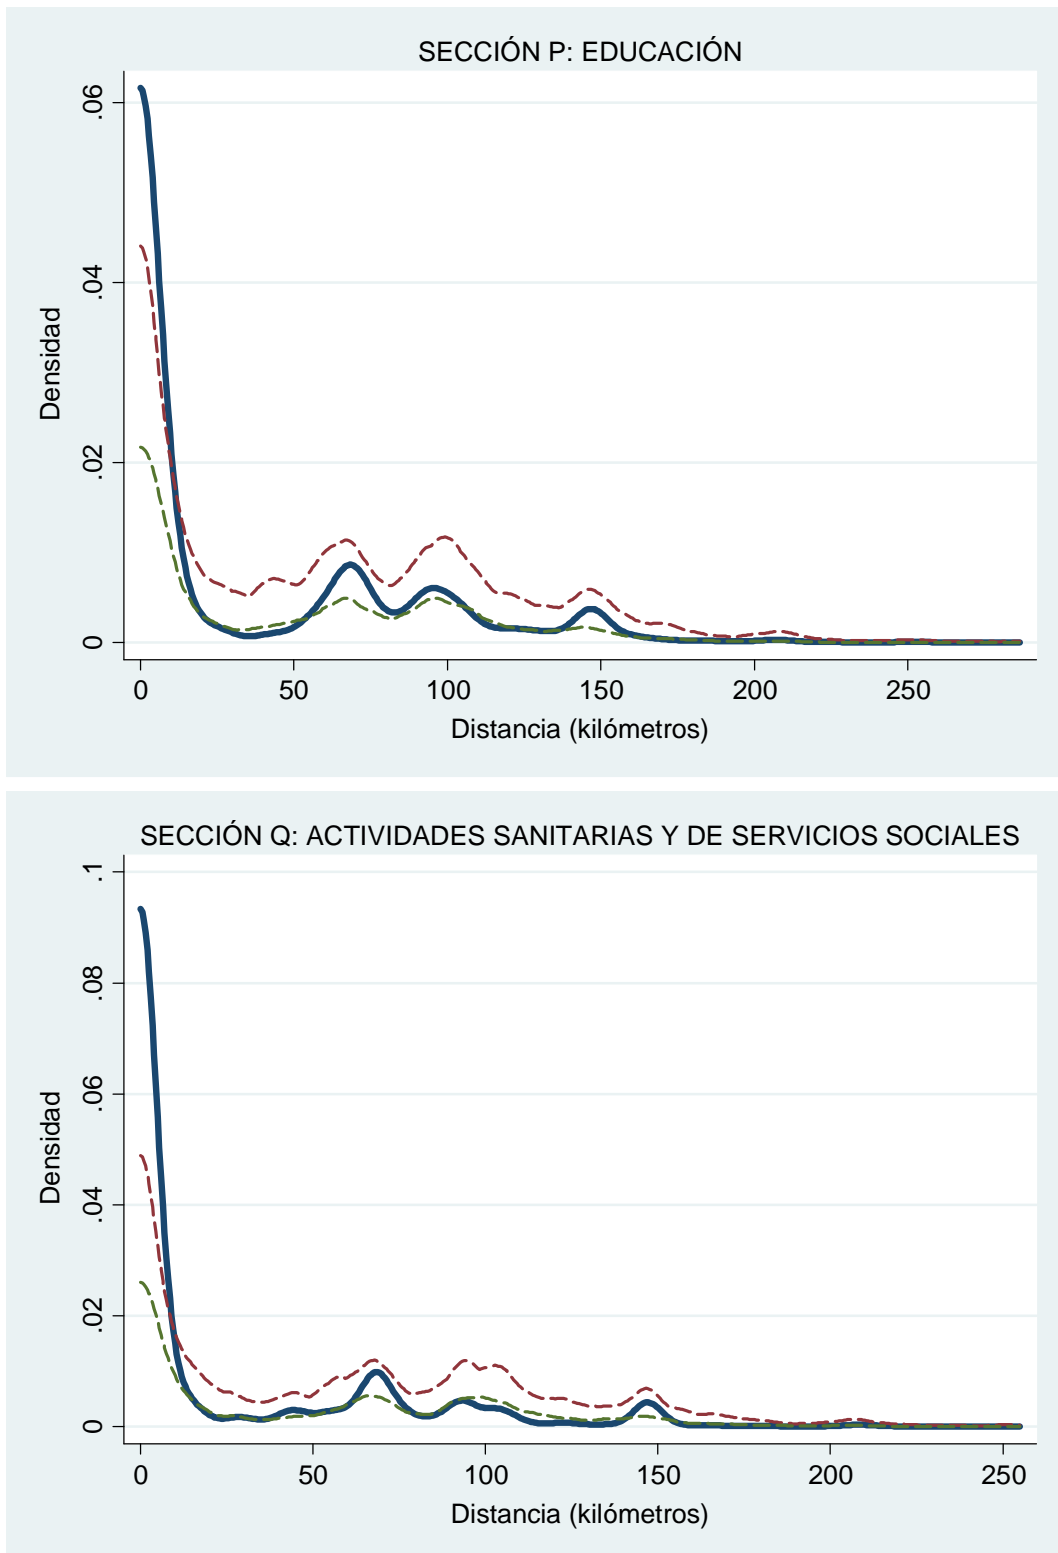 SECCIÓN P: EDUCACIÓN
Densidad
.06
.04
.02
0
0 50 100 150 200 250
Distancia (kilómetros)
SECCIÓN Q: ACTIVIDADES SANITARIAS Y DE SERVICIOS SOCIALES
Densidad
.1
.08
.06
.04
.02
0
0 50 100 150 200 250
Distancia (kilómetros)